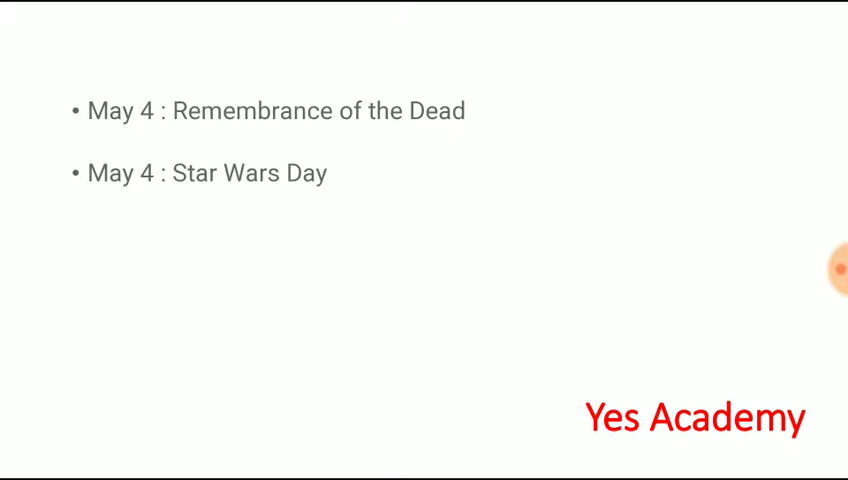 • May 4 : Remembrance of the Dead
• May 4 : Star Wars Day
Yes Academy